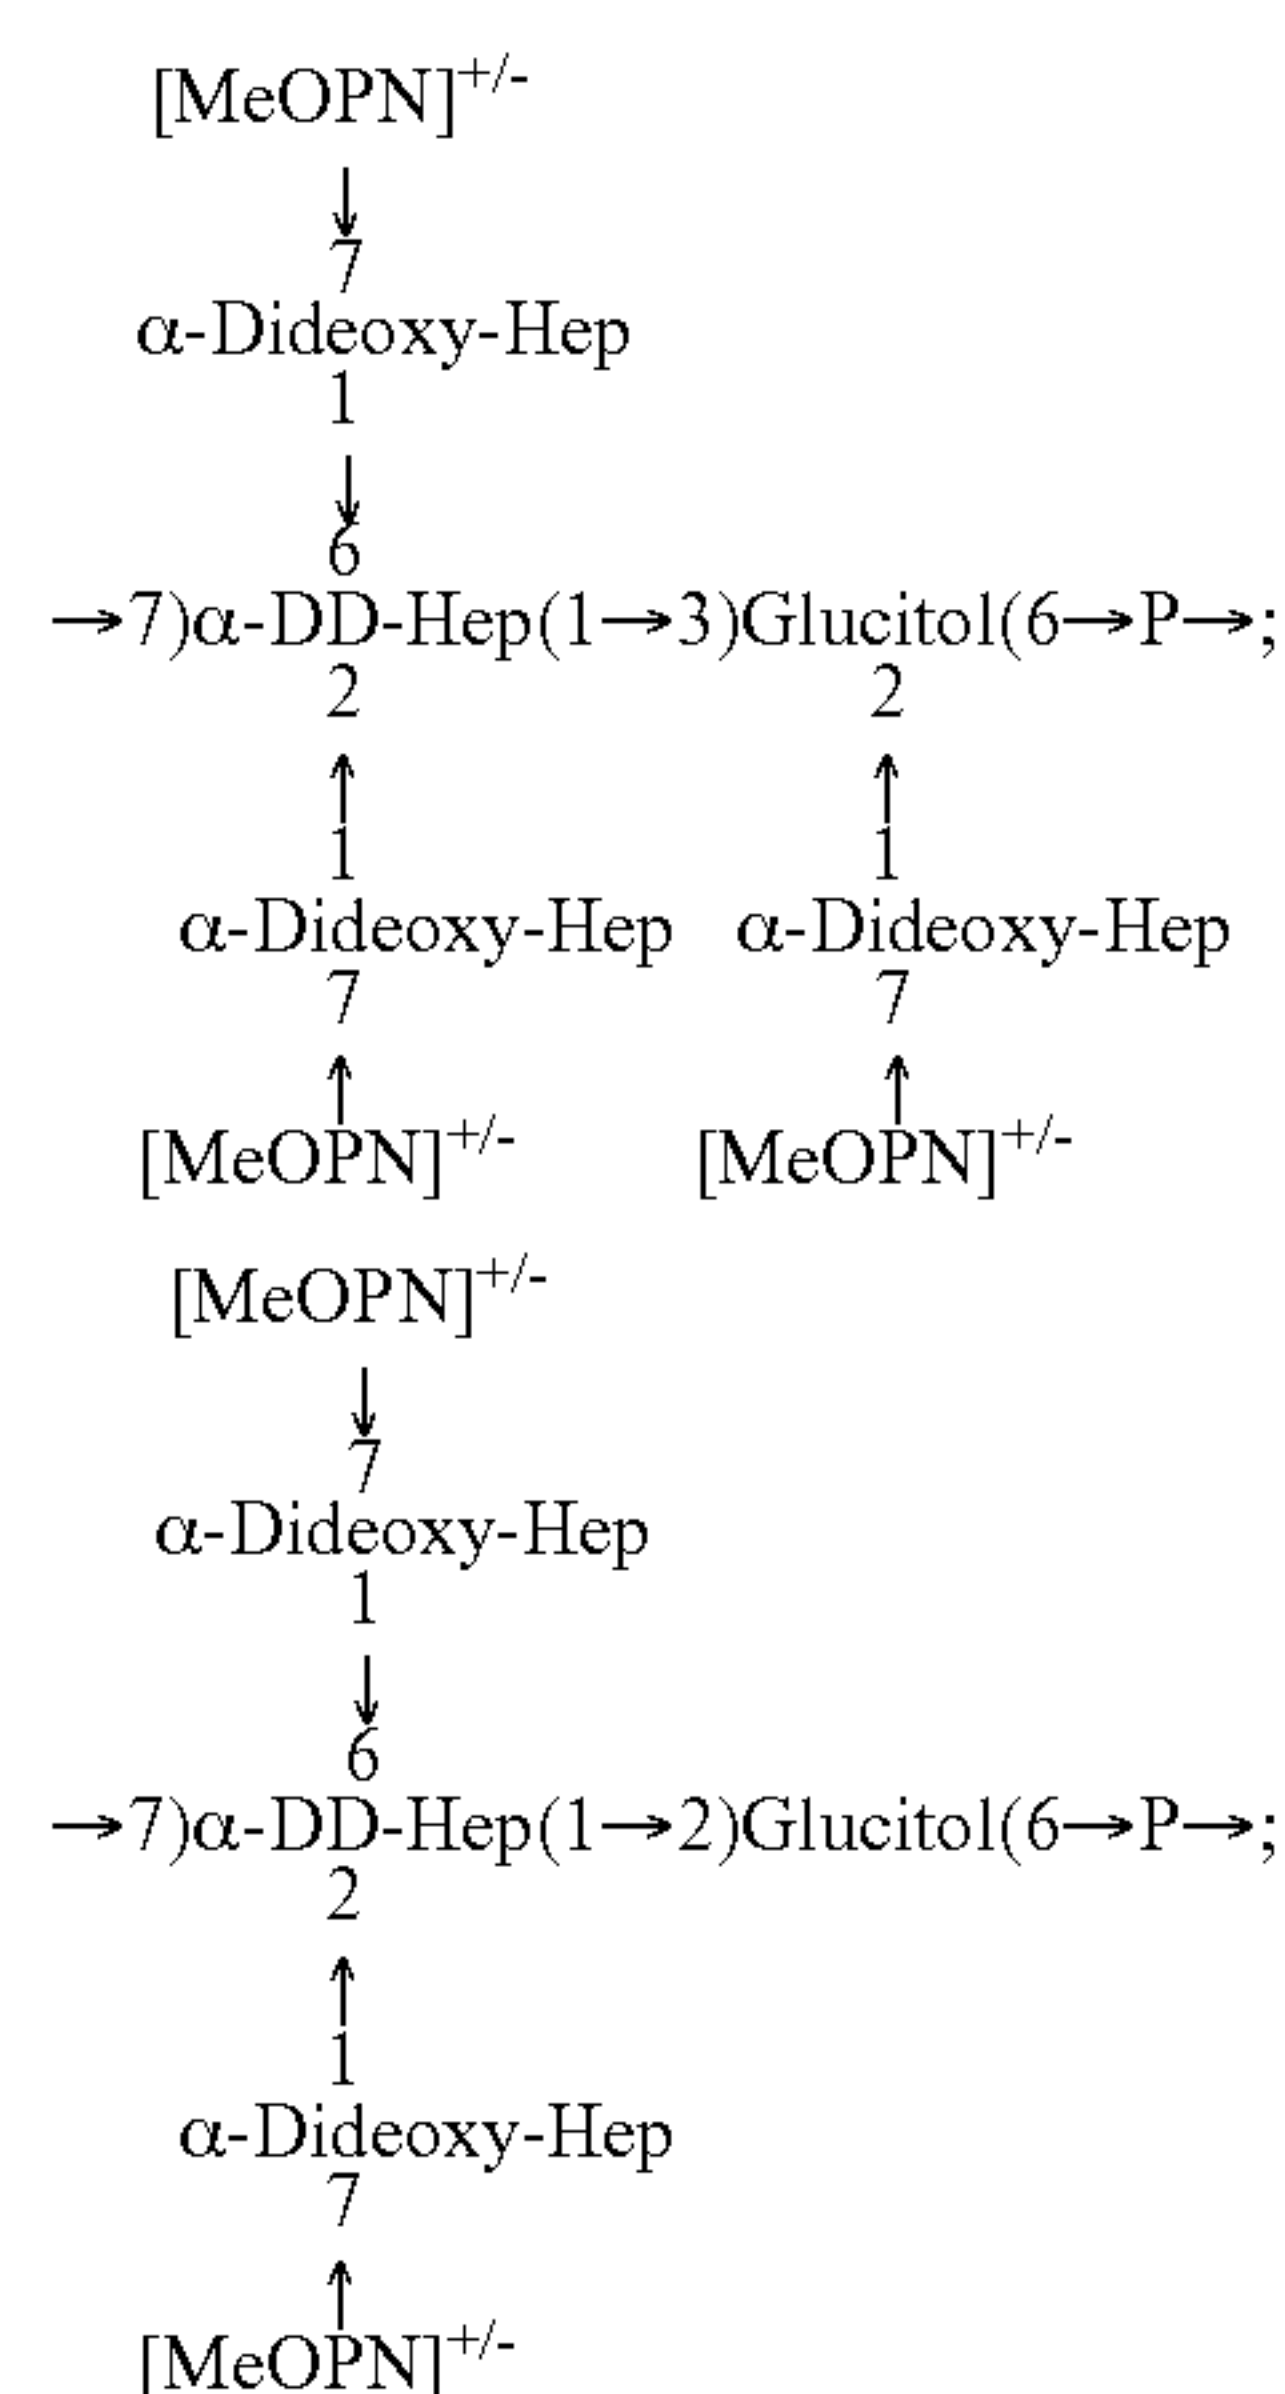 [MeOPN]+/-
↓
7
α-Dideoxy-Hep
1
↓
6
→7)α-DD-Hep(1→3)Glucitol(6→P→;
2 2
↑ ↑
1 1
α-Dideoxy-Hep α-Dideoxy-Hep
7 7
↑ ↑
[MeOPN]+/- [MeOPN]+/-
[MeOPN]+/-
↓
7
α-Dideoxy-Hep
1
↓
6
→7)α-DD-Hep(1→2)Glucitol(6→P→;
2
↑
1
α-Dideoxy-Hep
7
↑
[MeOPN]+/-